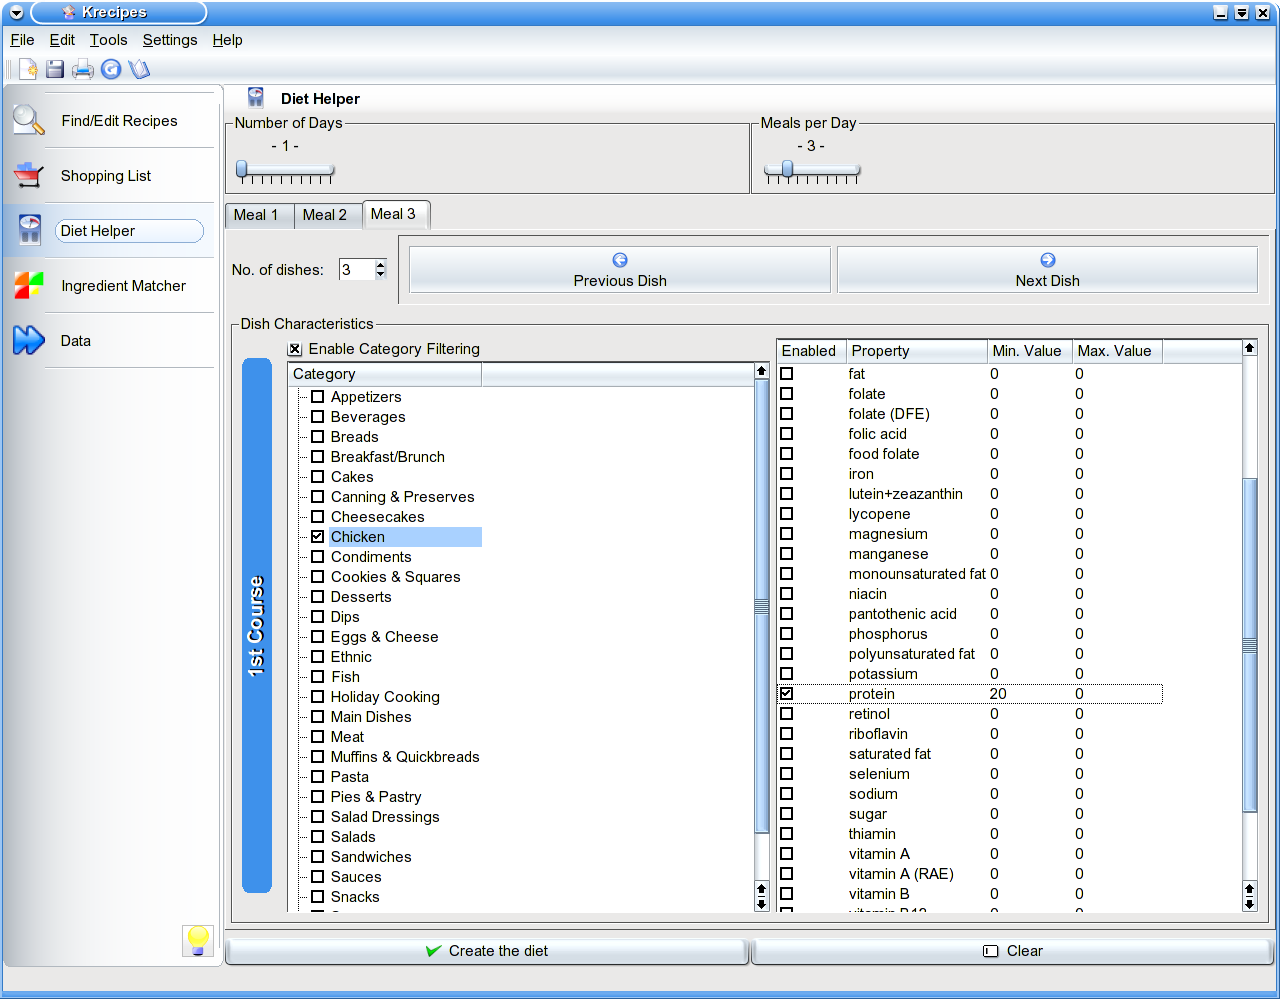 Krecipes
File Edit Tools Settings Help
Diet Helper
Find/Edit Recipes
Shopping List
Diet Helper
Ingredient Matcher
Data
Number of Days
- 1 -
Meals per Day
- 3 -
Meal 1 Meal 2 Meal 3
No. of dishes: 3
Previous Dish
Next Dish
Dish Characteristics
1st Course
Enable Category Filtering
Category
Appetizers
Beverages
Breads
Breakfast/Brunch
Cakes
Canning & Preserves
Cheesecakes
Chicken
Condiments
Cookies & Squares
Desserts
Dips
Eggs & Cheese
Ethnic
Fish
Holiday Cooking
Main Dishes
Meat
Muffins & Quickbreads
Pasta
Pies & Pastry
Salad Dressings
Salads
Sandwiches
Sauces
Snacks
Enabled Property Min. Value Max. Value
fat 0 0
folate 0 0
folate (DFE) 0 0
folic acid 0 0
food folate 0 0
iron 0 0
lutein+zeazanthin 0 0
lycopene 0 0
magnesium 0 0
manganese 0 0
monounsaturated fat 0 0
niacin 0 0
pantothenic acid 0 0
phosphorus 0 0
polyunsaturated fat 0 0
potassium 0 0
protein 20 0
retinol 0 0
riboflavin 0 0
saturated fat 0 0
selenium 0 0
sodium 0 0
sugar 0 0
thiamin 0 0
vitamin A 0 0
vitamin A (RAE) 0 0
vitamin B 0 0
Create the diet
Clear